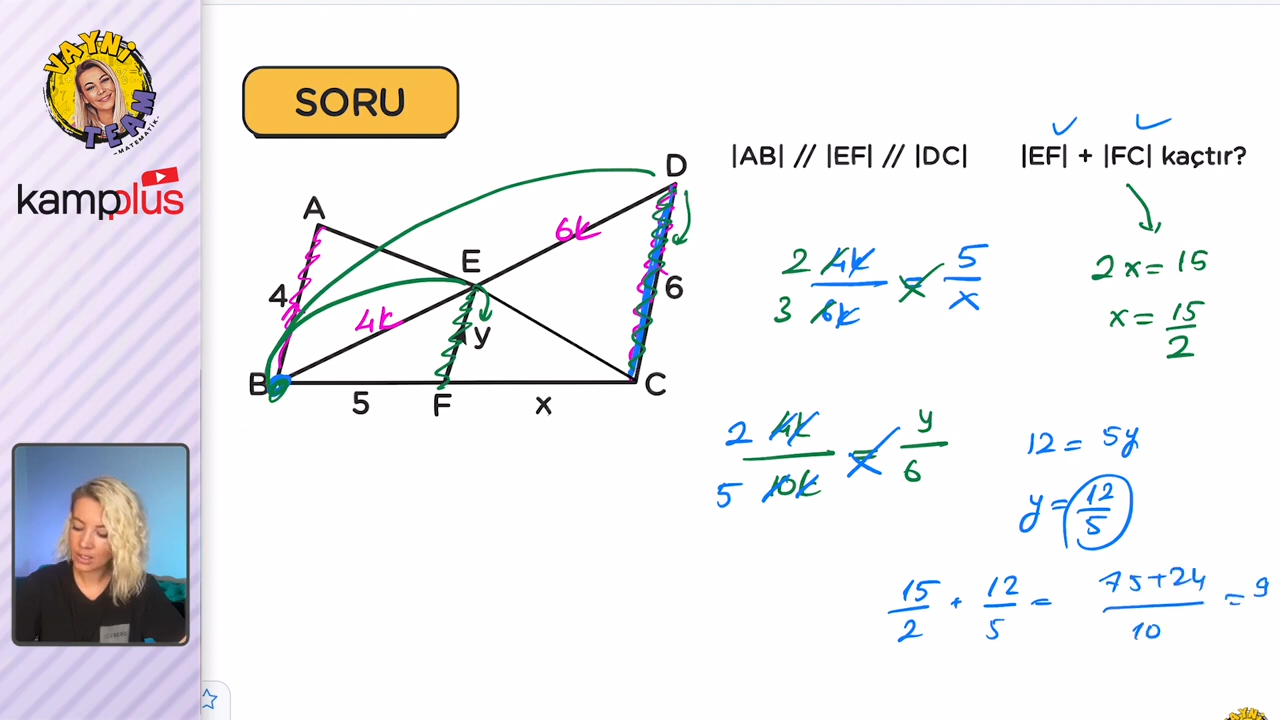 VAYNİ
TEAM
-MATEMATİK-
kampplus
SORU
|AB| // |EF| // |DC|
|EF| + |FC| kaçtır?
A
D
E
4
4k
6k
6
y
B
5
F
x
C
2 4k / 3 6k = 5 / x
2x = 15
x = 15/2
2 4k / 5 10k = y / 6
12 = 5y
y = 12/5
15/2 + 12/5 = 75+24 / 10 = 9